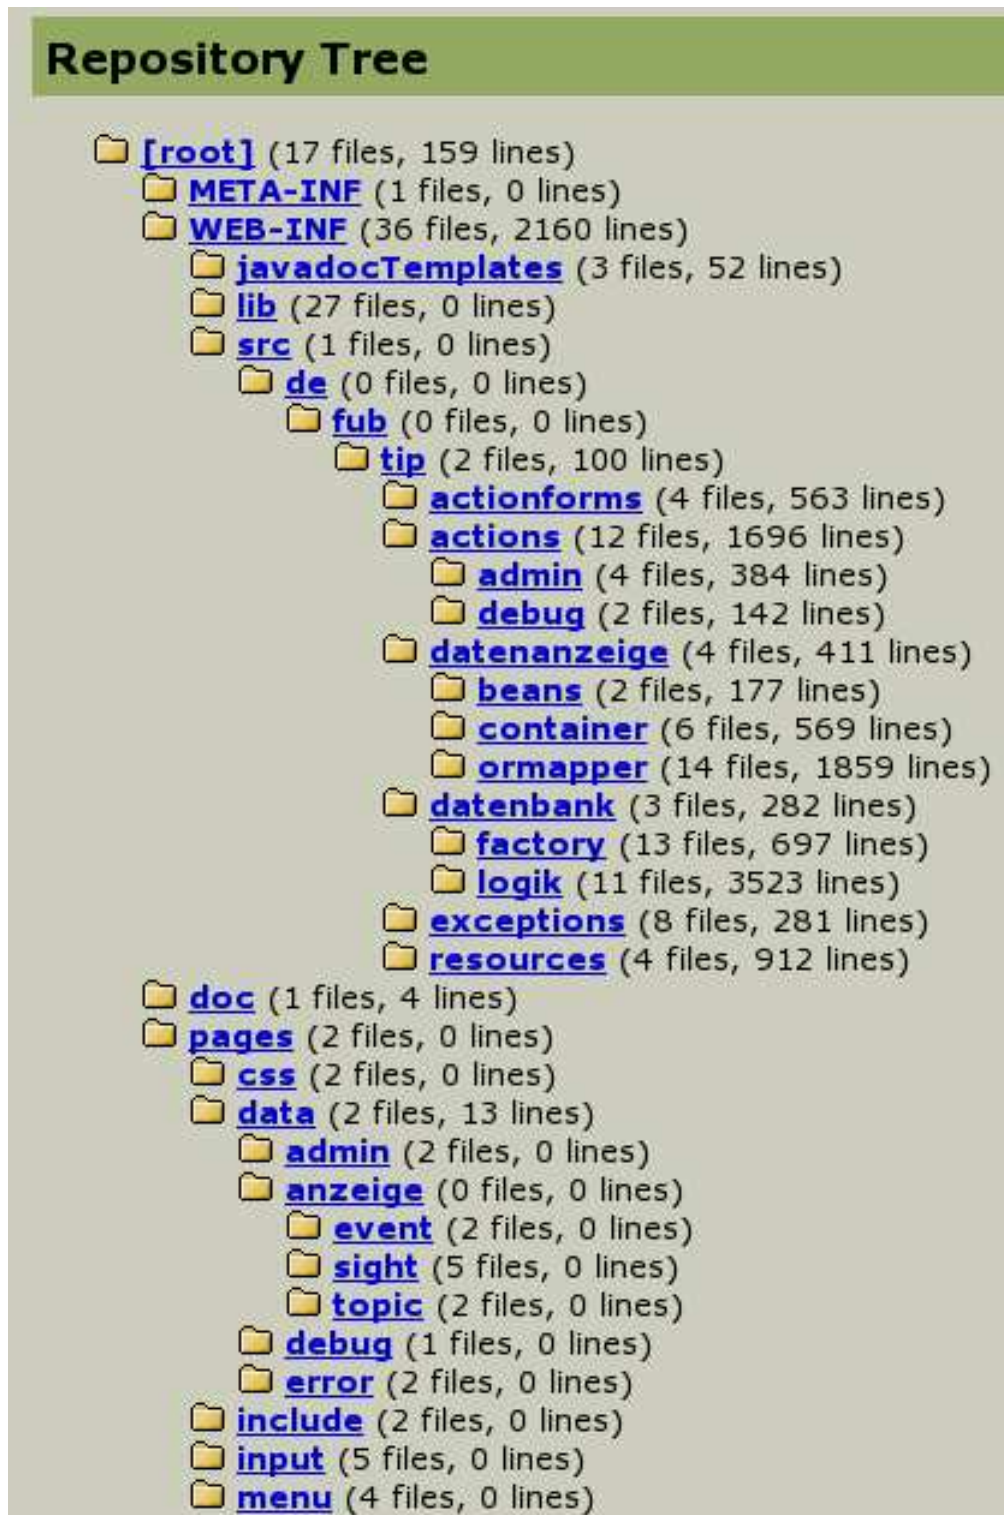 Repository Tree
[root] (17 files, 159 lines)
META-INF (1 files, 0 lines)
WEB-INF (36 files, 2160 lines)
javadocTemplates (3 files, 52 lines)
lib (27 files, 0 lines)
src (1 files, 0 lines)
de (0 files, 0 lines)
fub (0 files, 0 lines)
tip (2 files, 100 lines)
actionforms (4 files, 563 lines)
actions (12 files, 1696 lines)
admin (4 files, 384 lines)
debug (2 files, 142 lines)
datenanzeige (4 files, 411 lines)
beans (2 files, 177 lines)
container (6 files, 569 lines)
ormapper (14 files, 1859 lines)
datenbank (3 files, 282 lines)
factory (13 files, 697 lines)
logik (11 files, 3523 lines)
exceptions (8 files, 281 lines)
resources (4 files, 912 lines)
doc (1 files, 4 lines)
pages (2 files, 0 lines)
css (2 files, 0 lines)
data (2 files, 13 lines)
admin (2 files, 0 lines)
anzeige (0 files, 0 lines)
event (2 files, 0 lines)
sight (5 files, 0 lines)
topic (2 files, 0 lines)
debug (1 files, 0 lines)
error (2 files, 0 lines)
include (2 files, 0 lines)
input (5 files, 0 lines)
menu (4 files, 0 lines)